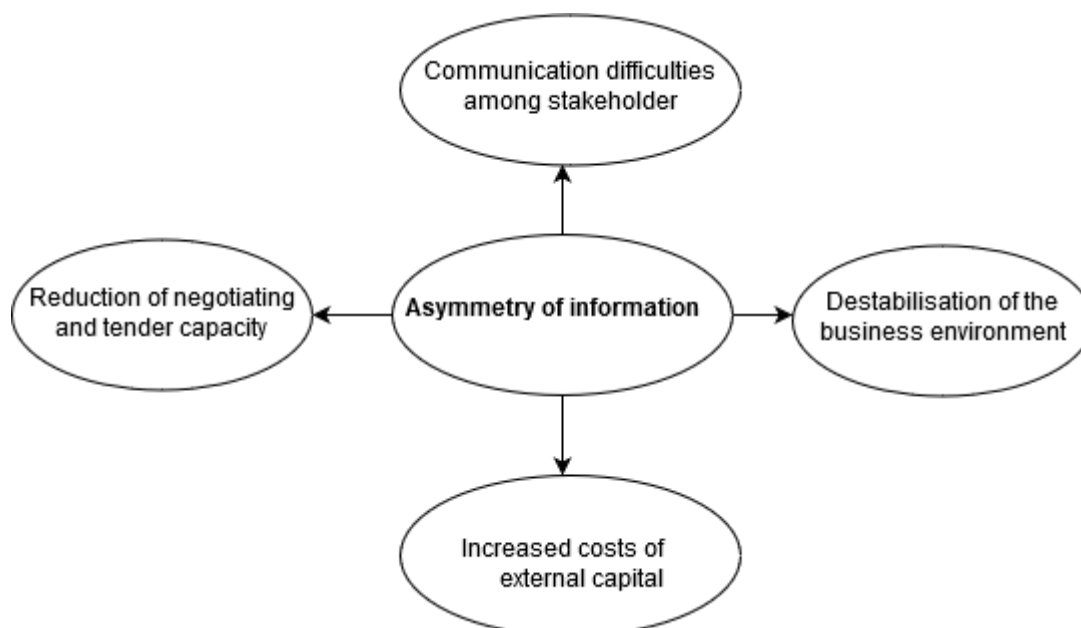 Communication difficulties
among stakeholder
Reduction of negotiating
and tender capacity
Asymmetry of information
Destabilisation of the
business environment
Increased costs of
external capital